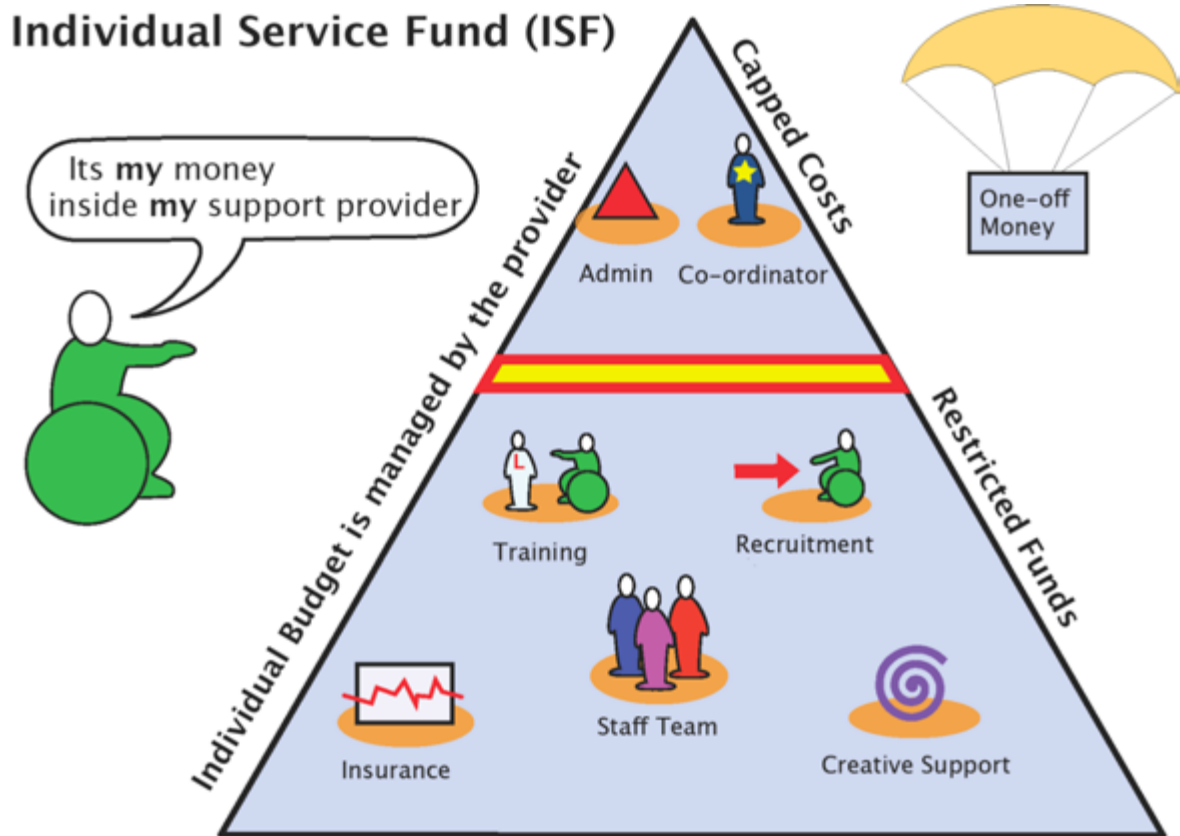 Individual Service Fund (ISF)
Its my money
inside my support provider
Individual Budget is managed by the provider
Capped Costs
One-off
Money
Admin
Co-ordinator
Restricted Funds
L
Training
Recruitment
Staff Team
Insurance
Creative Support